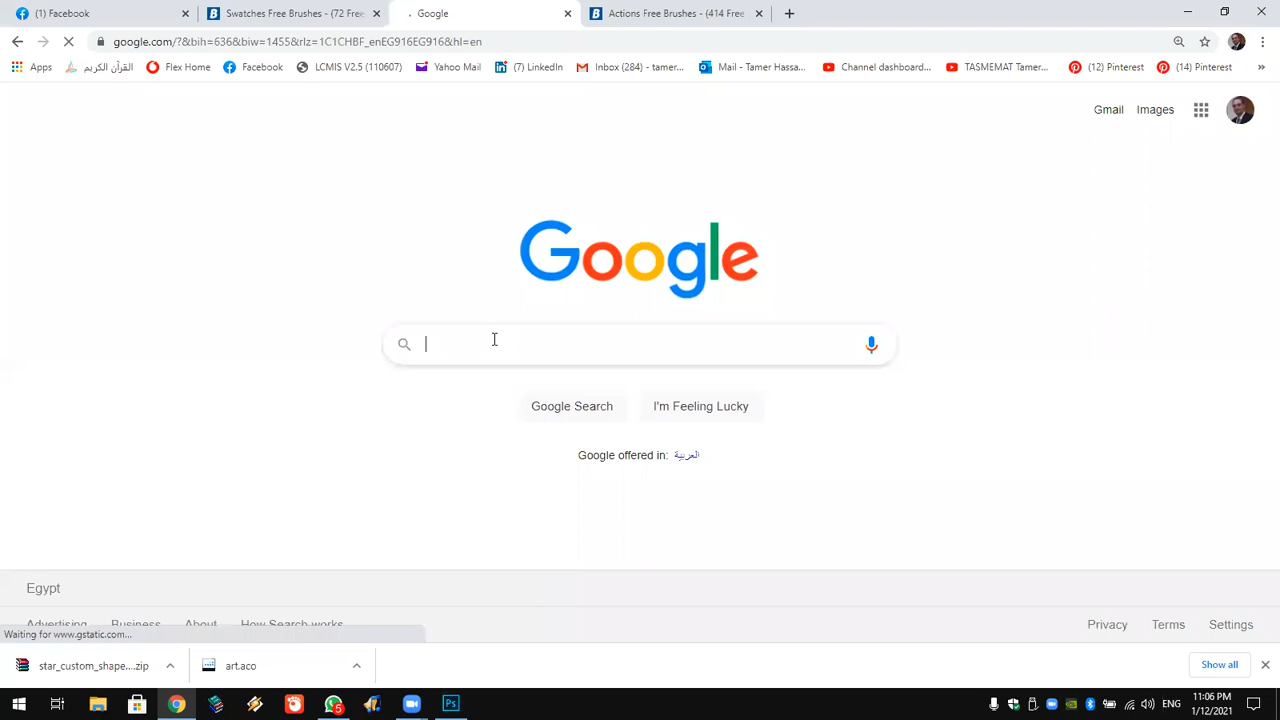 (1) Facebook
Swatches Free Brushes - (72 Free
Google
Actions Free Brushes - (414 Free
google.com/?&bih=636&biw=1455&rlz=1C1CHBF_enEG916EG916&hl=en
Apps
القرآن الكريم
Flex Home
Facebook
LCMIS V2.5 (110607)
Yahoo Mail
(7) LinkedIn
Inbox (284) - tamer...
Mail - Tamer Hassa...
Channel dashboard...
TASMEMAT Tamer...
(12) Pinterest
(14) Pinterest
»
Gmail
Images
Google
Google Search
I'm Feeling Lucky
Google offered in: العربية
Egypt
Advertising
Business
About
How Search works
Privacy
Terms
Settings
Waiting for www.gstatic.com...
star_custom_shape....zip
art.aco
Show all
5
Ps
ENG
11:06 PM
1/12/2021